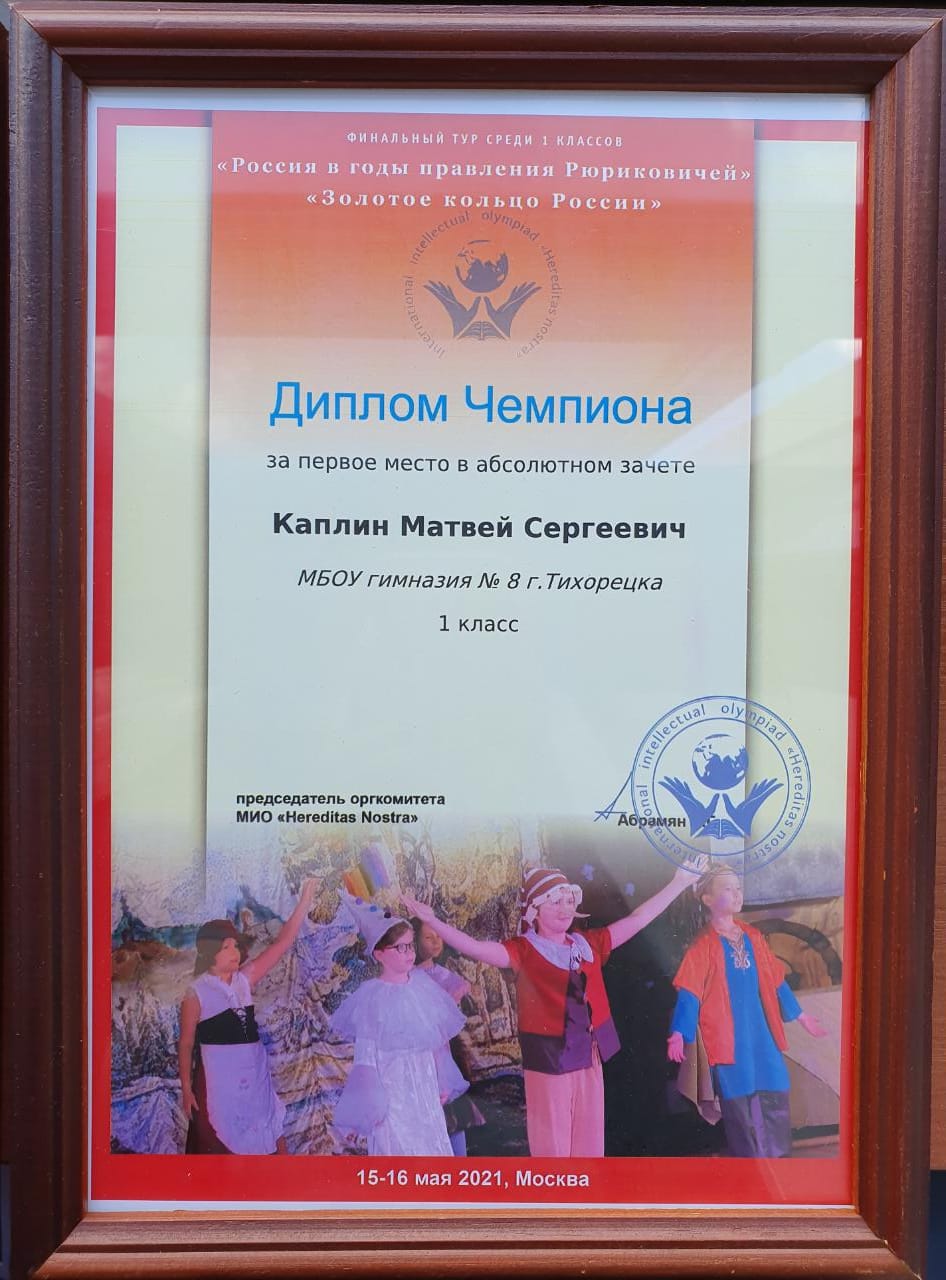 ФИНАЛЬНЫЙ ТУР СРЕДИ 1 КЛАССОВ
«Россия в годы правления Рюриковичей»
«Золотое кольцо России»
International intellectual olympiad «Hereditas nostra»
Диплом Чемпиона
за первое место в абсолютном зачете
Каплин Матвей Сергеевич
МБОУ гимназия № 8 г.Тихорецка
1 класс
International intellectual olympiad «Hereditas nostra»
председатель оргкомитета
МИО «Hereditas Nostra»
Абрамян
15-16 мая 2021, Москва